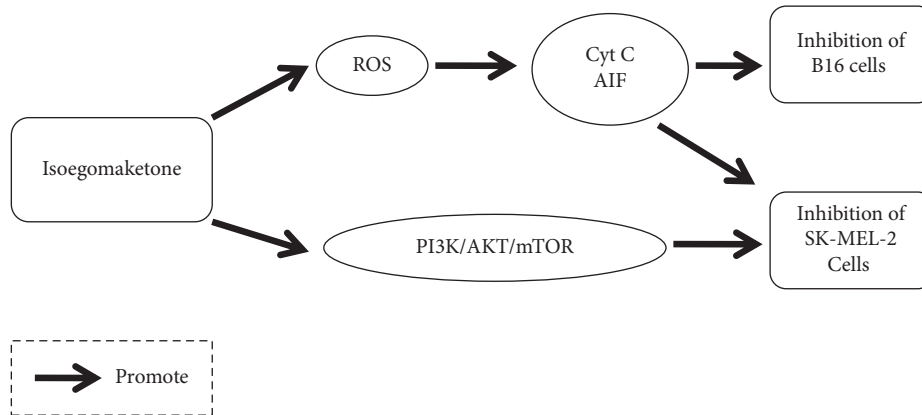 Isoegomaketone
ROS
Cyt C
AIF
Inhibition of
B16 cells
PI3K/AKT/mTOR
Inhibition of
SK-MEL-2
Cells
Promote